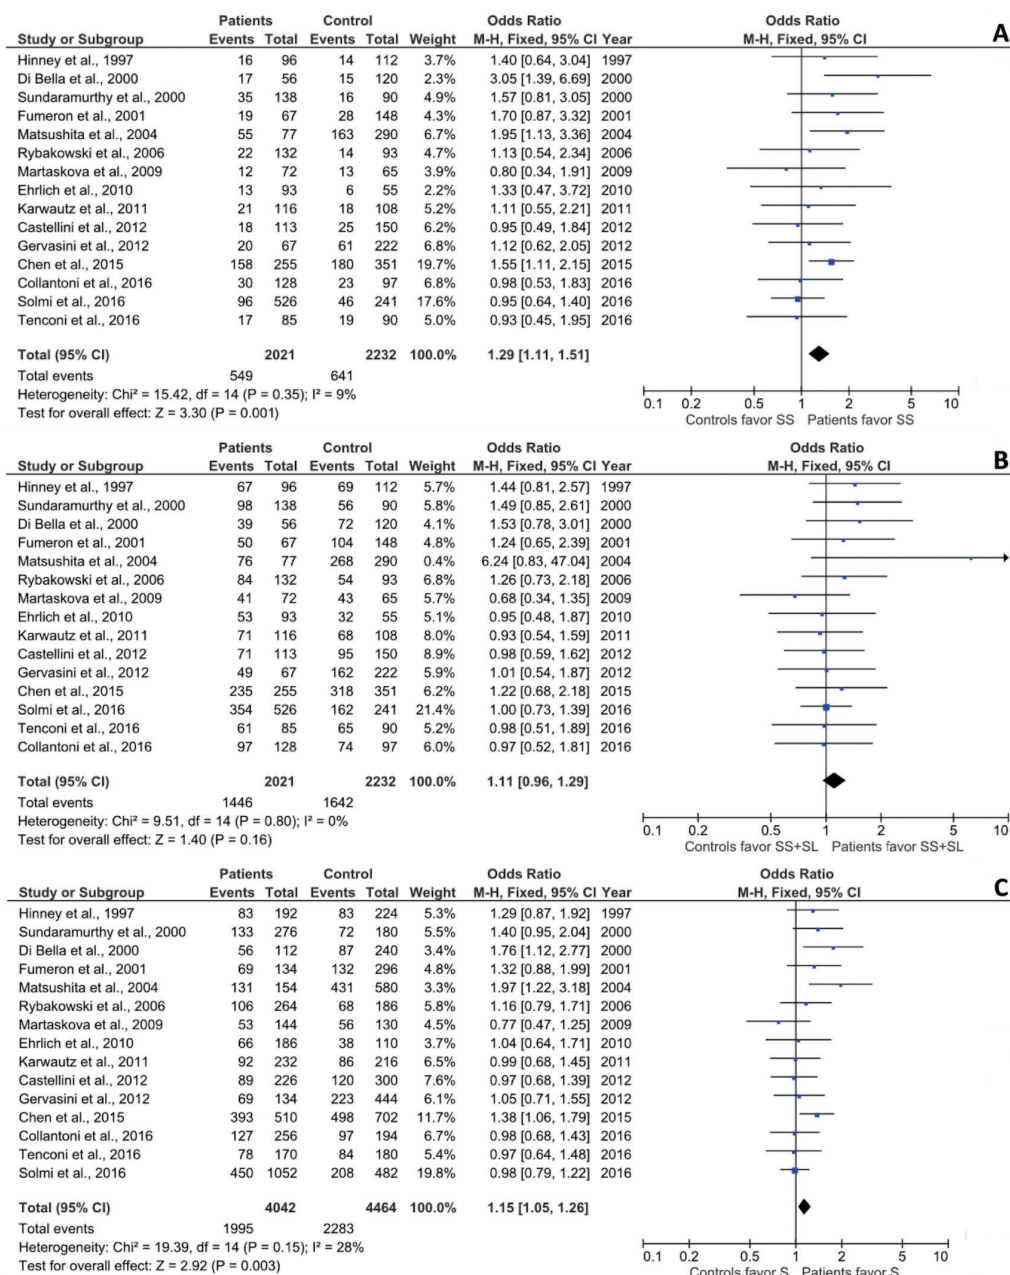 Patients Control Odds Ratio Odds Ratio A
Study or Subgroup Events Total Events Total Weight M-H, Fixed, 95% CI Year M-H, Fixed, 95% CI
Hinney et al., 1997 16 96 14 112 3.7% 1.40 [0.64, 3.04] 1997
Di Bella et al., 2000 17 56 15 120 3.1% 3.05 [1.39, 6.69] 2000
Sundaramurthy et al., 2000 35 138 16 90 4.9% 1.57 [0.81, 3.05] 2000
Fumeron et al., 2001 19 67 28 148 4.3% 1.70 [0.87, 3.32] 2001
Matsushita et al., 2004 55 77 163 290 6.7% 1.95 [1.13, 3.36] 2004
Rybakowski et al., 2006 22 132 14 93 4.7% 1.13 [0.54, 2.34] 2006
Martaskova et al., 2009 12 72 13 65 3.9% 0.80 [0.34, 1.91] 2009
Ehrlich et al., 2010 13 93 6 55 2.2% 1.33 [0.47, 3.72] 2010
Karwautz et al., 2011 21 116 18 108 5.2% 1.11 [0.55, 2.21] 2011
Castellini et al., 2012 18 113 25 150 6.2% 0.95 [0.49, 1.84] 2012
Gervasini et al., 2012 20 67 61 222 6.8% 1.12 [0.62, 2.05] 2012
Chen et al., 2015 158 255 180 351 19.7% 1.55 [1.11, 2.15] 2015
Collantoni et al., 2016 30 128 23 97 6.8% 0.98 [0.53, 1.83] 2016
Solmi et al., 2016 96 526 46 241 17.6% 0.95 [0.64, 1.40] 2016
Tenconi et al., 2016 17 85 19 90 5.0% 0.93 [0.45, 1.95] 2016
Total (95% CI) 2021 2232 100.0% 1.29 [1.11, 1.51]
Total events 549 641
Heterogeneity: Chi² = 15.42, df = 14 (P = 0.35); I² = 9%
Test for overall effect: Z = 3.30 (P = 0.001)
0.1 0.2 0.5 1 2 5 10
Controls favor SS Patients favor SS
Patients Control Odds Ratio Odds Ratio B
Study or Subgroup Events Total Events Total Weight M-H, Fixed, 95% CI Year M-H, Fixed, 95% CI
Hinney et al., 1997 67 96 69 112 5.7% 1.44 [0.81, 2.57] 1997
Sundaramurthy et al., 2000 98 138 56 90 5.8% 1.49 [0.85, 2.61] 2000
Di Bella et al., 2000 39 56 72 120 4.1% 1.53 [0.78, 3.01] 2000
Fumeron et al., 2001 50 67 104 148 4.8% 1.24 [0.65, 2.39] 2001
Matsushita et al., 2004 76 77 268 290 0.4% 6.24 [0.83, 47.04] 2004
Rybakowski et al., 2006 84 132 54 93 6.8% 1.26 [0.73, 2.18] 2006
Martaskova et al., 2009 41 72 43 65 5.7% 0.68 [0.34, 1.35] 2009
Ehrlich et al., 2010 53 93 32 55 5.1% 0.95 [0.48, 1.87] 2010
Karwautz et al., 2011 71 116 68 108 8.0% 0.93 [0.54, 1.59] 2011
Castellini et al., 2012 71 113 95 150 8.9% 0.98 [0.59, 1.62] 2012
Gervasini et al., 2012 49 67 162 222 5.9% 1.01 [0.54, 1.87] 2012
Chen et al., 2015 235 255 318 351 6.2% 1.22 [0.68, 2.18] 2015
Solmi et al., 2016 354 526 162 241 21.4% 1.00 [0.73, 1.39] 2016
Tenconi et al., 2016 61 85 65 90 5.2% 0.98 [0.51, 1.89] 2016
Collantoni et al., 2016 97 128 74 97 6.0% 0.97 [0.52, 1.81] 2016
Total (95% CI) 2021 2232 100.0% 1.11 [0.96, 1.29]
Total events 1446 1642
Heterogeneity: Chi² = 9.51, df = 14 (P = 0.80); I² = 0%
Test for overall effect: Z = 1.40 (P = 0.16)
0.1 0.2 0.5 1 2 5 10
Controls favor SS+SL Patients favor SS+SL
Patients Control Odds Ratio Odds Ratio C
Study or Subgroup Events Total Events Total Weight M-H, Fixed, 95% CI Year M-H, Fixed, 95% CI
Hinney et al., 1997 83 192 83 224 5.3% 1.29 [0.87, 1.92] 1997
Sundaramurthy et al., 2000 133 276 72 180 5.5% 1.40 [0.95, 2.04] 2000
Di Bella et al., 2000 56 112 87 240 3.4% 1.76 [1.12, 2.77] 2000
Fumeron et al., 2001 69 134 132 296 4.8% 1.32 [0.88, 1.99] 2001
Matsushita et al., 2004 131 154 431 580 3.3% 1.97 [1.22, 3.18] 2004
Rybakowski et al., 2006 106 264 68 186 5.8% 1.16 [0.79, 1.71] 2006
Martaskova et al., 2009 53 144 56 130 4.5% 0.77 [0.47, 1.25] 2009
Ehrlich et al., 2010 66 186 38 110 3.9% 1.04 [0.64, 1.71] 2010
Karwautz et al., 2011 92 232 86 216 6.5% 0.99 [0.68, 1.45] 2011
Castellini et al., 2012 89 226 120 300 7.6% 0.97 [0.68, 1.39] 2012
Gervasini et al., 2012 69 134 223 444 6.1% 1.05 [0.71, 1.55] 2012
Chen et al., 2015 393 510 498 702 11.7% 1.38 [1.06, 1.79] 2015
Collantoni et al., 2016 127 256 97 194 6.7% 0.98 [0.68, 1.43] 2016
Tenconi et al., 2016 78 170 84 180 5.3% 0.97 [0.64, 1.48] 2016
Solmi et al., 2016 450 1052 208 482 19.8% 0.98 [0.79, 1.22] 2016
Total (95% CI) 4042 4464 100.0% 1.15 [1.05, 1.26]
Total events 1995 2283
Heterogeneity: Chi² = 19.39, df = 14 (P = 0.15); I² = 28%
Test for overall effect: Z = 2.92 (P = 0.003)
0.1 0.2 0.5 1 2 5 10
Controls favor S Patients favor S